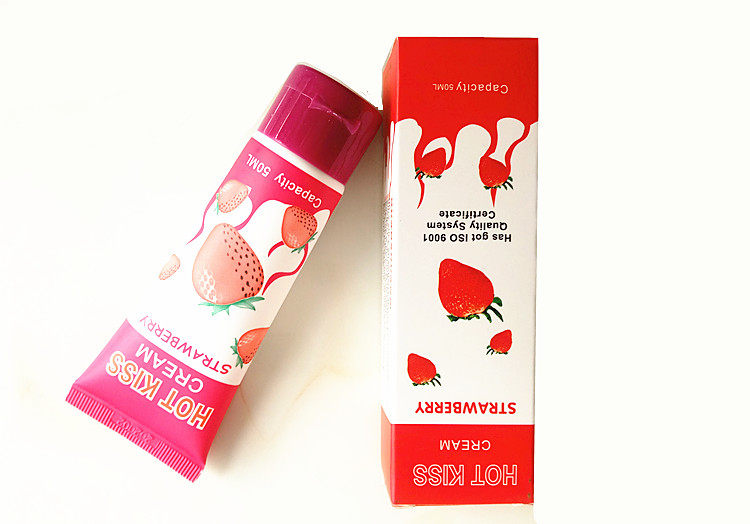 HOT KISS
CREAM
STRAWBERRY
Capacity 50ML
HOT KISS
CREAM
STRAWBERRY
Has got ISO 9001
Quality System
Certificate
Capacity 50ML